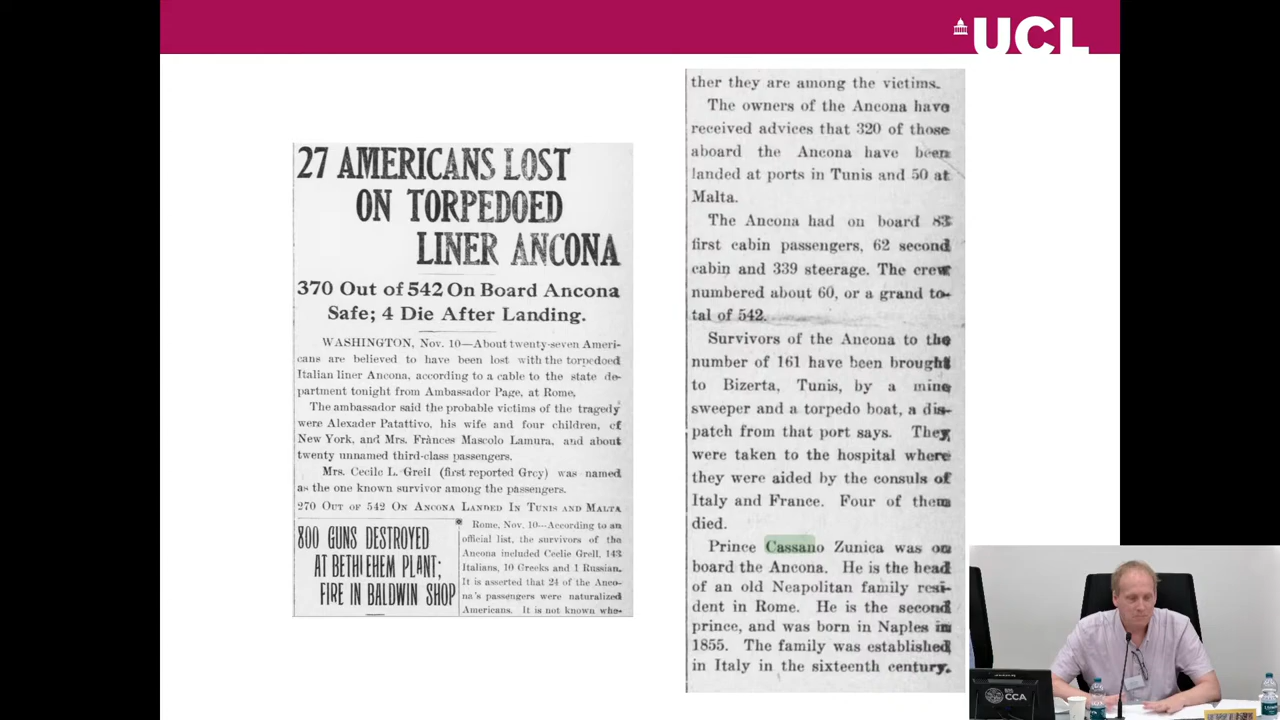 UCL
27 AMERICANS LOST
ON TORPEDOED
LINER ANCONA
370 Out of 542 On Board Ancona
Safe; 4 Die After Landing.
WASHINGTON, Nov. 10—About twenty-seven Ameri-
cans are believed to have been lost with the torpedoed
Italian liner Ancona, according to a cable to the state de-
partment tonight from Ambassador Page, at Rome,
The ambassador said the probable victims of the tragedy
were Alexader Patattivo, his wife and four children, of
New York, and Mrs. Frances Mascolo Lamura, and about
twenty unnamed third-class passengers.
Mrs. Cecile L. Greil (first reported Grey) was named
as the one known survivor among the passengers.
270 OUT OF 542 ON ANCONA LANDED IN TUNIS AND MALTA
800 GUNS DESTROYED
AT BETHLEHEM PLANT;
FIRE IN BALDWIN SHOP
Rome, Nov. 10—According to an
official list, the survivors of the
Ancona included Cecile Grell, 143
Italians, 10 Greeks and 1 Russian.
It is asserted that 24 of the Anco-
na's passengers were naturalized
Americans. It is not known whe-
ther they are among the victims.
The owners of the Ancona have
received advices that 320 of those
aboard the Ancona have been
landed at ports in Tunis and 50 at
Malta.
The Ancona had on board 83
first cabin passengers, 62 second
cabin and 339 steerage. The crew
numbered about 60, or a grand to-
tal of 542.
Survivors of the Ancona to the
number of 161 have been brought
to Bizerta, Tunis, by a mine
sweeper and a torpedo boat, a dis-
patch from that port says. They
were taken to the hospital where
they were aided by the consuls of
Italy and France. Four of them
died.
Prince Cassano Zunica was on
board the Ancona. He is the head
of an old Neapolitan family resi-
dent in Rome. He is the second
prince, and was born in Naples in
1855. The family was established
in Italy in the sixteenth century.
CCA